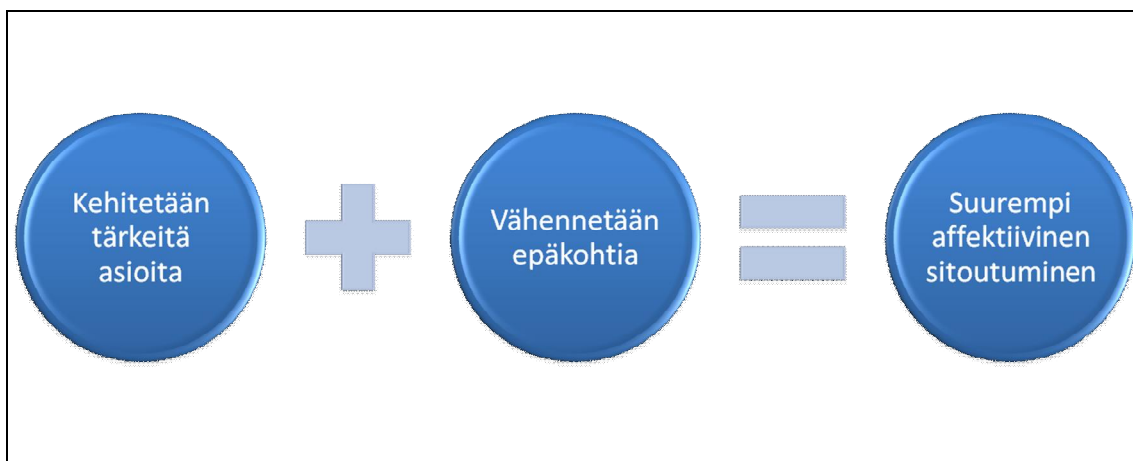 Kehitetään
tärkeitä
asioita
Vähennetään
epäkohtia
Suurempi
affektiivinen
sitoutuminen